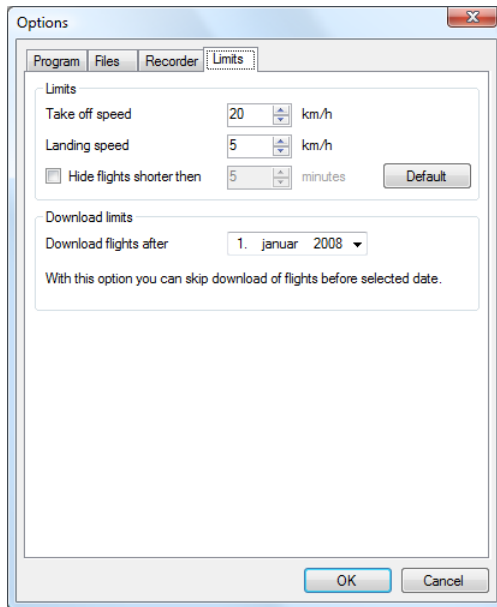 Options
Program Files Recorder Limits
Limits
Take off speed 20 km/h
Landing speed 5 km/h
Hide flights shorter then 5 minutes Default
Download limits
Download flights after 1. januar 2008
With this option you can skip download of flights before selected date.
OK Cancel